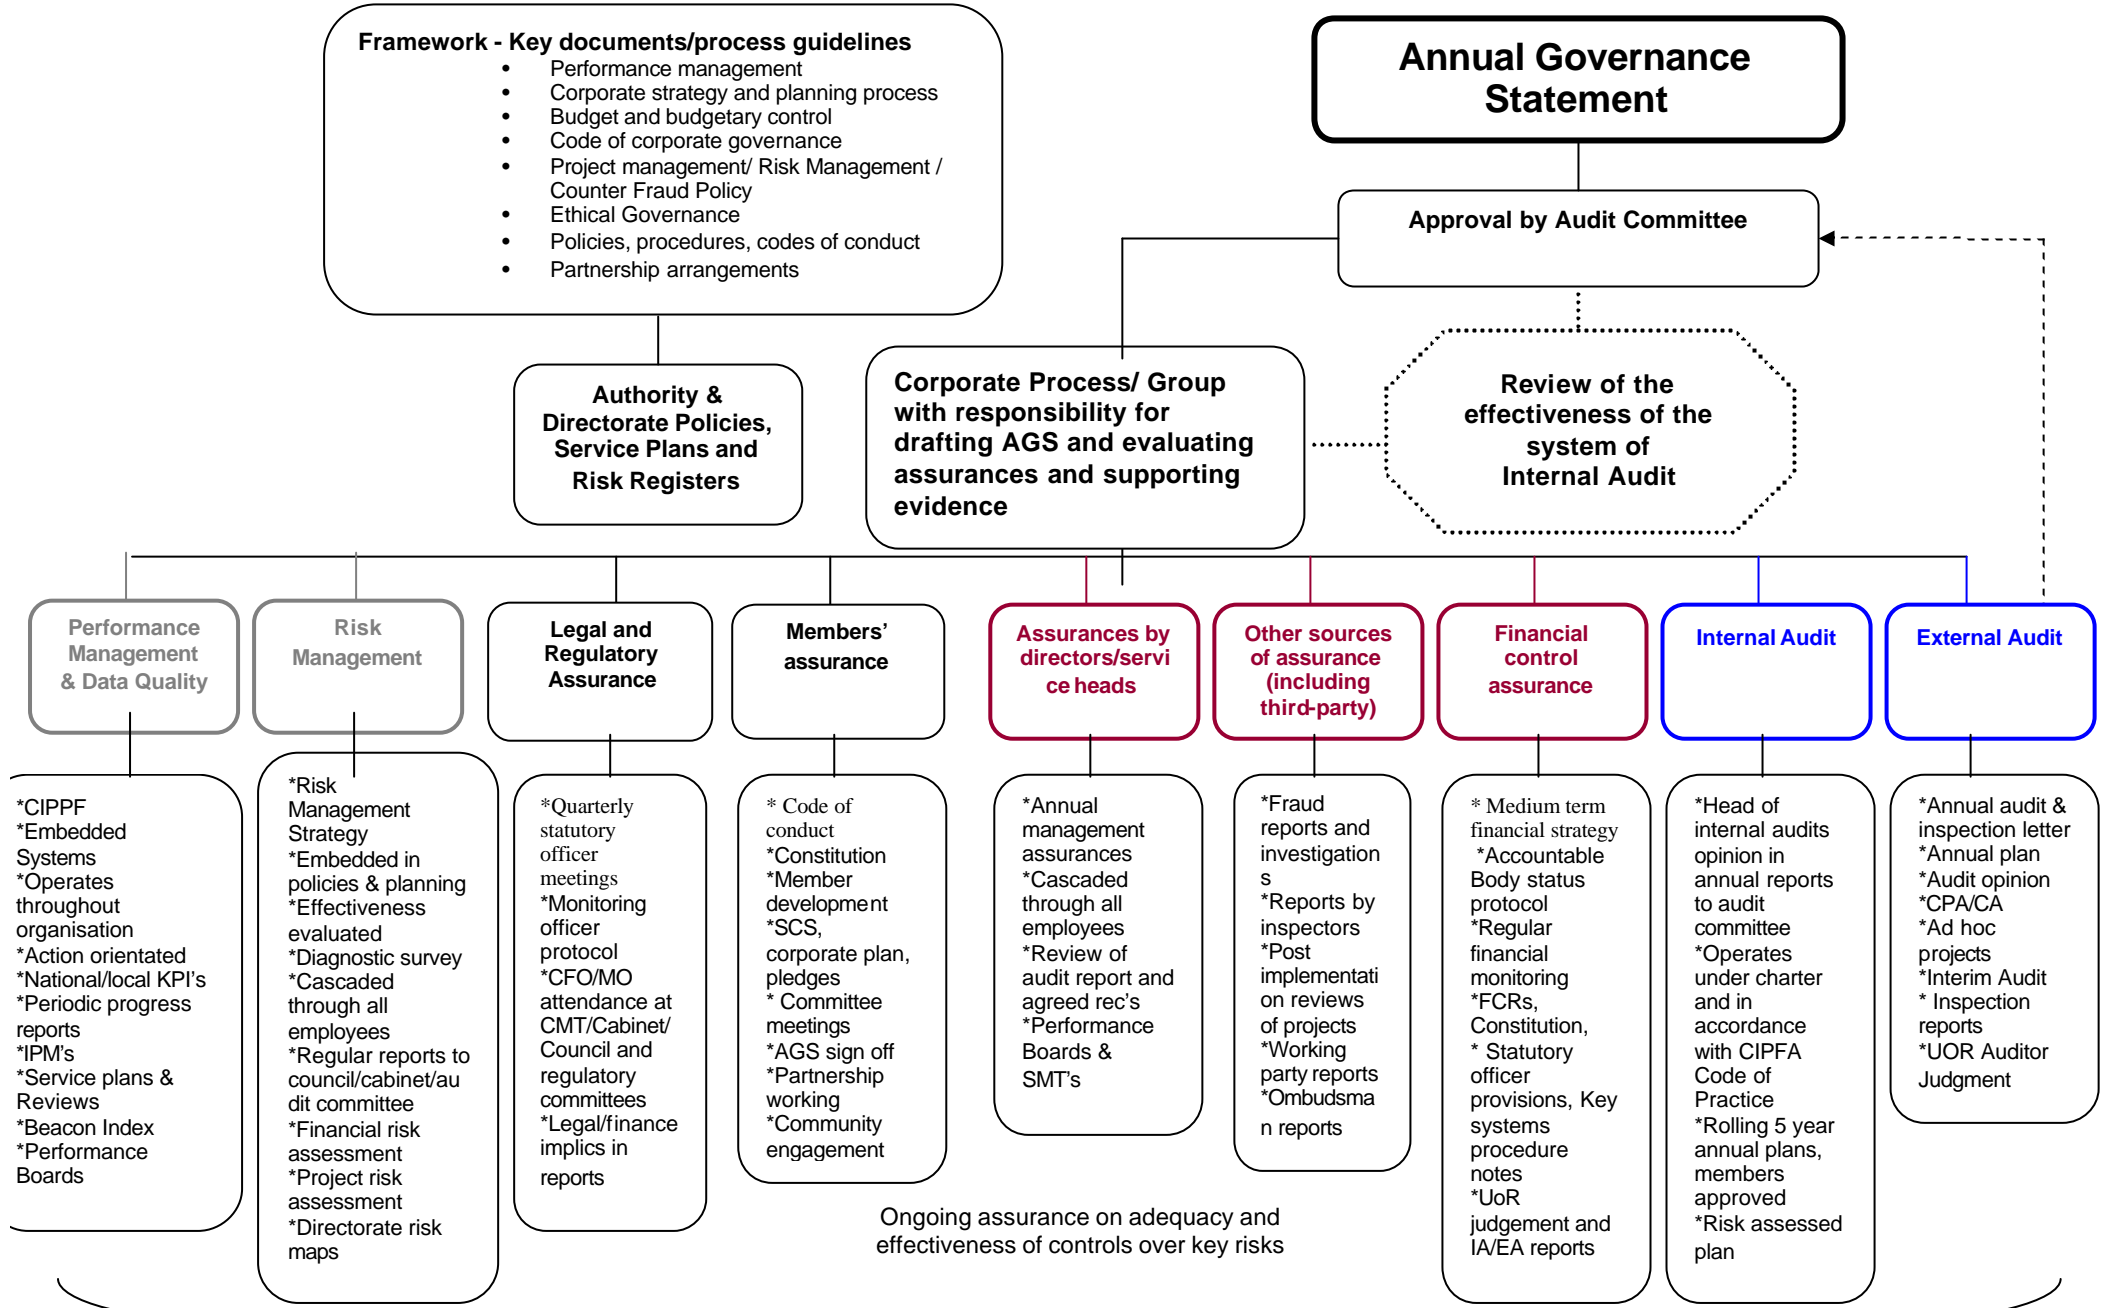 Framework - Key documents/process guidelines
• Performance management
• Corporate strategy and planning process
• Budget and budgetary control
• Code of corporate governance
• Project management/ Risk Management /
Counter Fraud Policy
• Ethical Governance
• Policies, procedures, codes of conduct
• Partnership arrangements
Annual Governance
Statement
Approval by Audit Committee
Authority &
Directorate Policies,
Service Plans and
Risk Registers
Corporate Process/ Group
with responsibility for
drafting AGS and evaluating
assurances and supporting
evidence
Review of the
effectiveness of the
system of
Internal Audit
Performance
Management
& Data Quality
Risk
Management
Legal and
Regulatory
Assurance
Members’
assurance
Assurances by
directors/servi
ce heads
Other sources
of assurance
(including
third-party)
Financial
control
assurance
Internal Audit
External Audit
*CIPPF
*Embedded
Systems
*Operates
throughout
organisation
*Action orientated
*National/local KPI's
*Periodic progress
reports
*IPM's
*Service plans &
Reviews
*Beacon Index
*Performance
Boards
*Risk
Management
Strategy
*Embedded in
policies & planning
*Effectiveness
evaluated
*Diagnostic survey
*Cascaded
through all
employees
*Regular reports to
council/cabinet/au
dit committee
*Financial risk
assessment
*Project risk
assessment
*Directorate risk
maps
*Quarterly
statutory
officer
meetings
*Monitoring
officer
protocol
*CFO/MO
attendance at
CMT/Cabinet/
Council and
regulatory
committees
*Legal/finance
implics in
reports
* Code of
conduct
*Constitution
*Member
development
*SCS,
corporate plan,
pledges
* Committee
meetings
*AGS sign off
*Partnership
working
*Community
engagement
*Annual
management
assurances
*Cascaded
through all
employees
*Review of
audit report and
agreed rec's
*Performance
Boards &
SMT's
*Fraud
reports and
investigation
s
*Reports by
inspectors
*Post
implementati
on reviews
of projects
*Working
party reports
*Ombudsma
n reports
* Medium term
financial strategy
*Accountable
Body status
protocol
*Regular
financial
monitoring
*FCRs,
Constitution,
* Statutory
officer
provisions, Key
systems
procedure
notes
*UoR
judgement and
IA/EA reports
*Head of
internal audits
opinion in
annual reports
to audit
committee
*Operates
under charter
and in
accordance
with CIPFA
Code of
Practice
*Rolling 5 year
annual plans,
members
approved
*Risk assessed
plan
*Annual audit &
inspection letter
*Annual plan
*Audit opinion
*CPA/CA
*Ad hoc
projects
*Interim Audit
* Inspection
reports
*UOR Auditor
Judgment
Ongoing assurance on adequacy and
effectiveness of controls over key risks